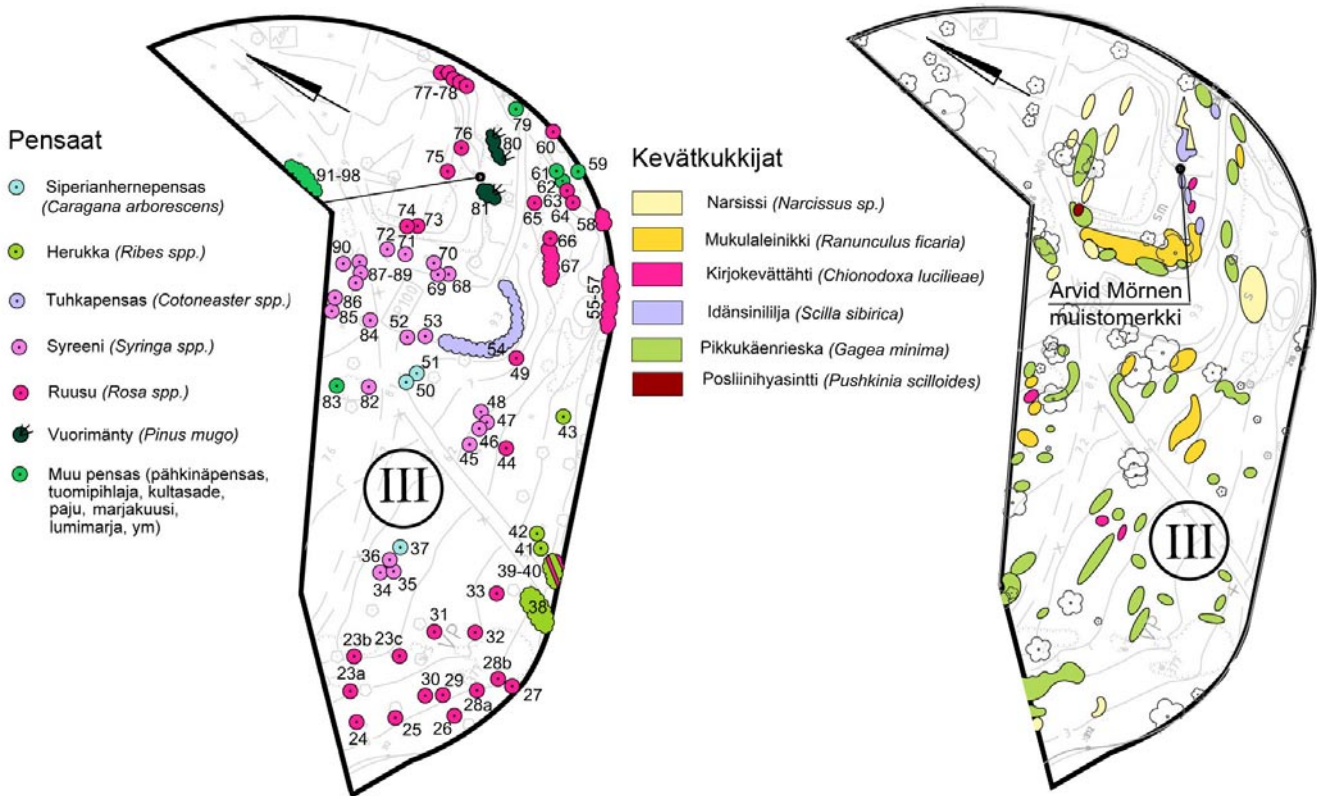 Pensaat
Siperianhernepensas
(Caragana arborescens)
Herukka (Ribes spp.)
Tuhkapensas (Cotoneaster spp.)
Syreeni (Syringa spp.)
Ruusu (Rosa spp.)
Vuorimänty (Pinus mugo)
Muu pensas (pähkinäpensas,
tuomipihlaja, kultasade,
paju, marjakuusi,
lumimarja, ym)
77-78
79
76
80
60
75
59
91-98
61
62
81
63
65
64
58
74
73
72
71
66
90
70
67
87-89
69
68
86
55-57
85
84
52
53
54
51
49
83
82
50
48
47
43
46
45
44
III
42
36
37
41
39-40
34
35
33
38
31
23b
23c
32
28b
23a
30
29
27
28a
24
25
26
Kevätkukkijat
Narsissi (Narcissus sp.)
Mukulaleinikki (Ranunculus ficaria)
Kirjokevättähti (Chionodoxa lucilieae)
Idänsinililja (Scilla sibirica)
Pikkukäenrieska (Gagea minima)
Posliinihyasintti (Pushkinia scilloides)
Arvid Mörnen
muistomerkki
III